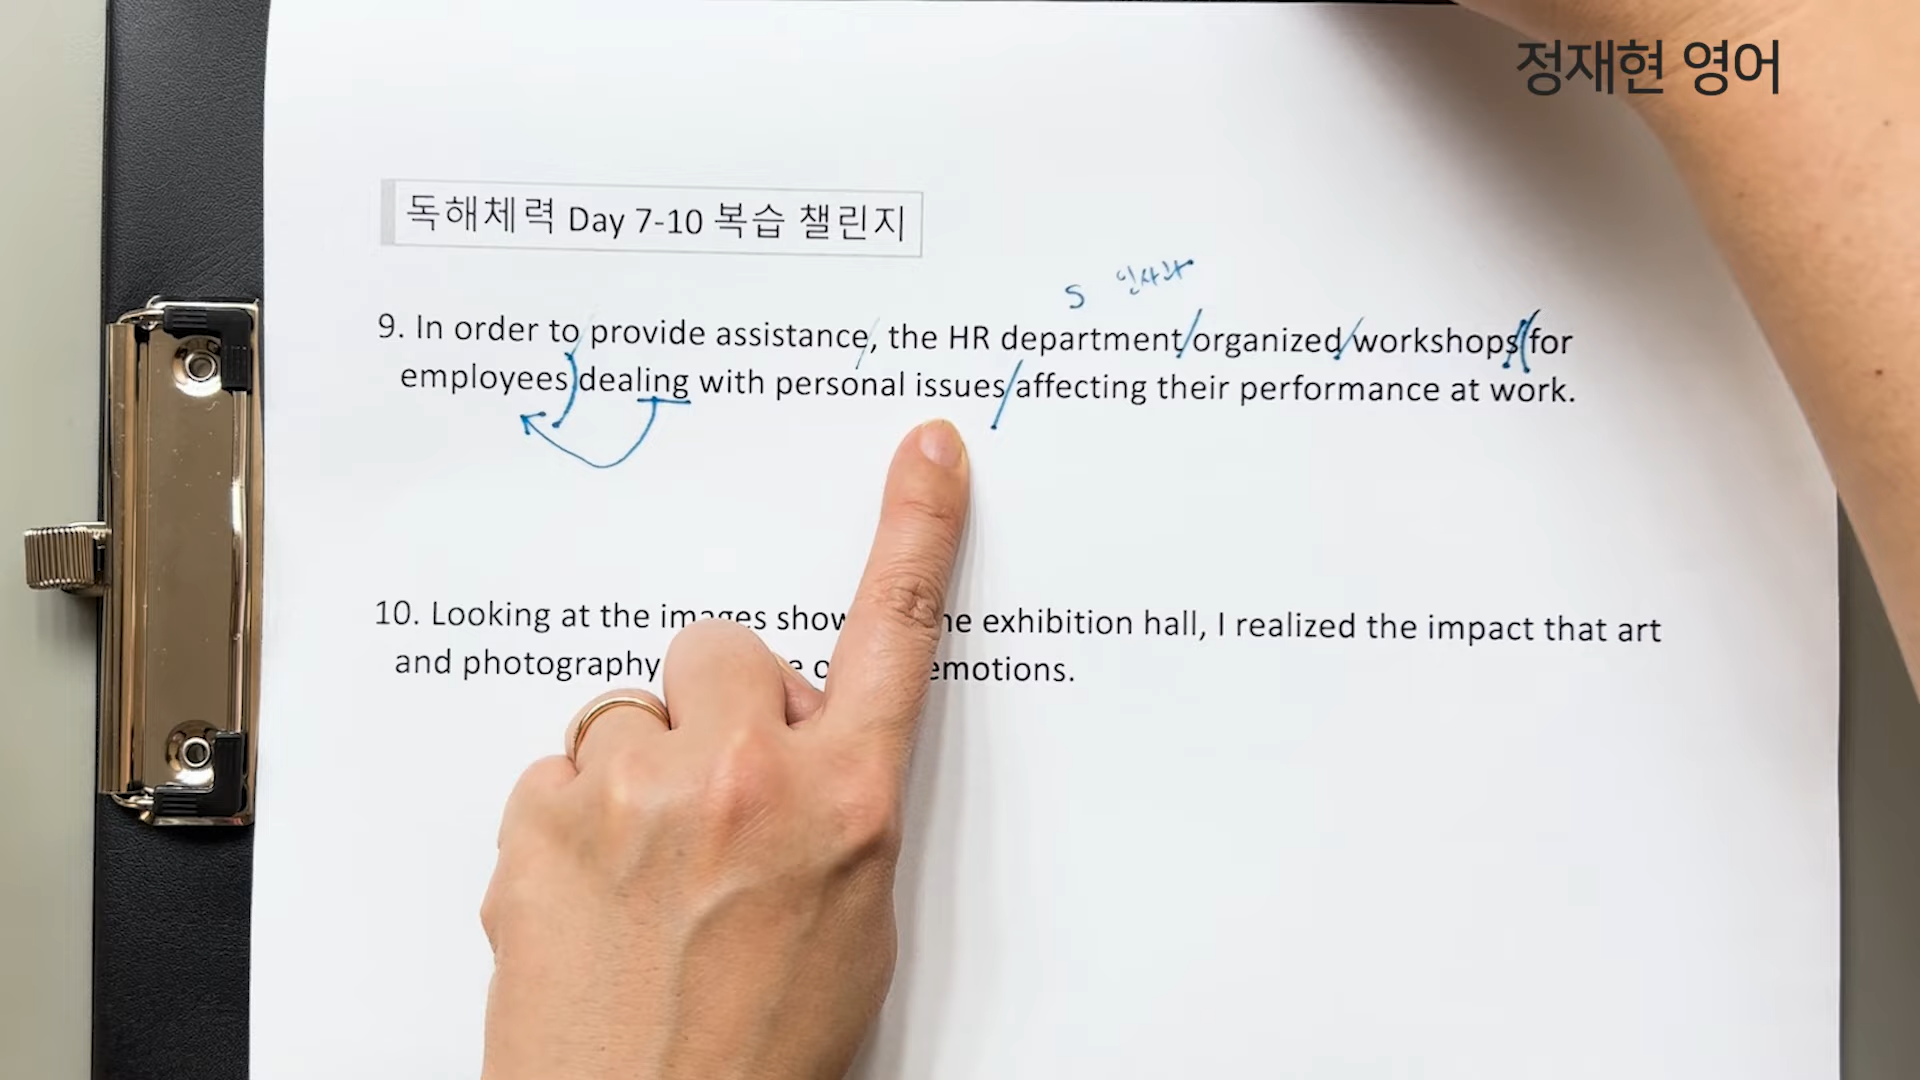 정재현 영어
독해체력 Day 7-10 복습 챌린지
S 인사과
9. In order to provide assistance, the HR department organized workshops for
employees dealing with personal issues affecting their performance at work.
10. Looking at the images the exhibition hall, I realized the impact that art
and photography emotions.